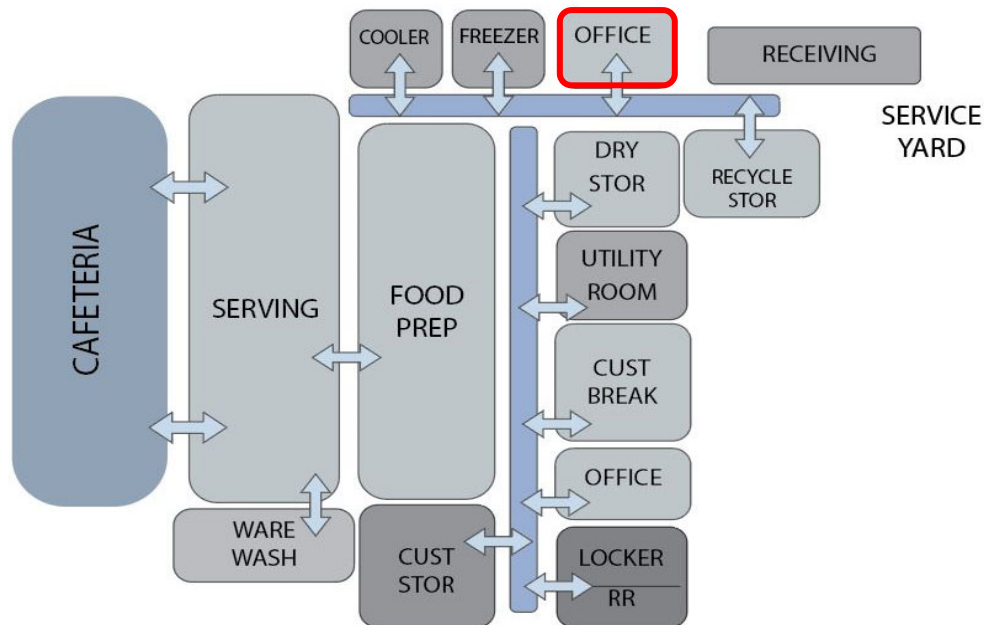 COOLER
FREEZER
OFFICE
RECEIVING
SERVICE
YARD
DRY
STOR
RECYCLE
STOR
CAFETERIA
SERVING
FOOD
PREP
UTILITY
ROOM
CUST
BREAK
OFFICE
WARE
WASH
CUST
STOR
LOCKER
RR